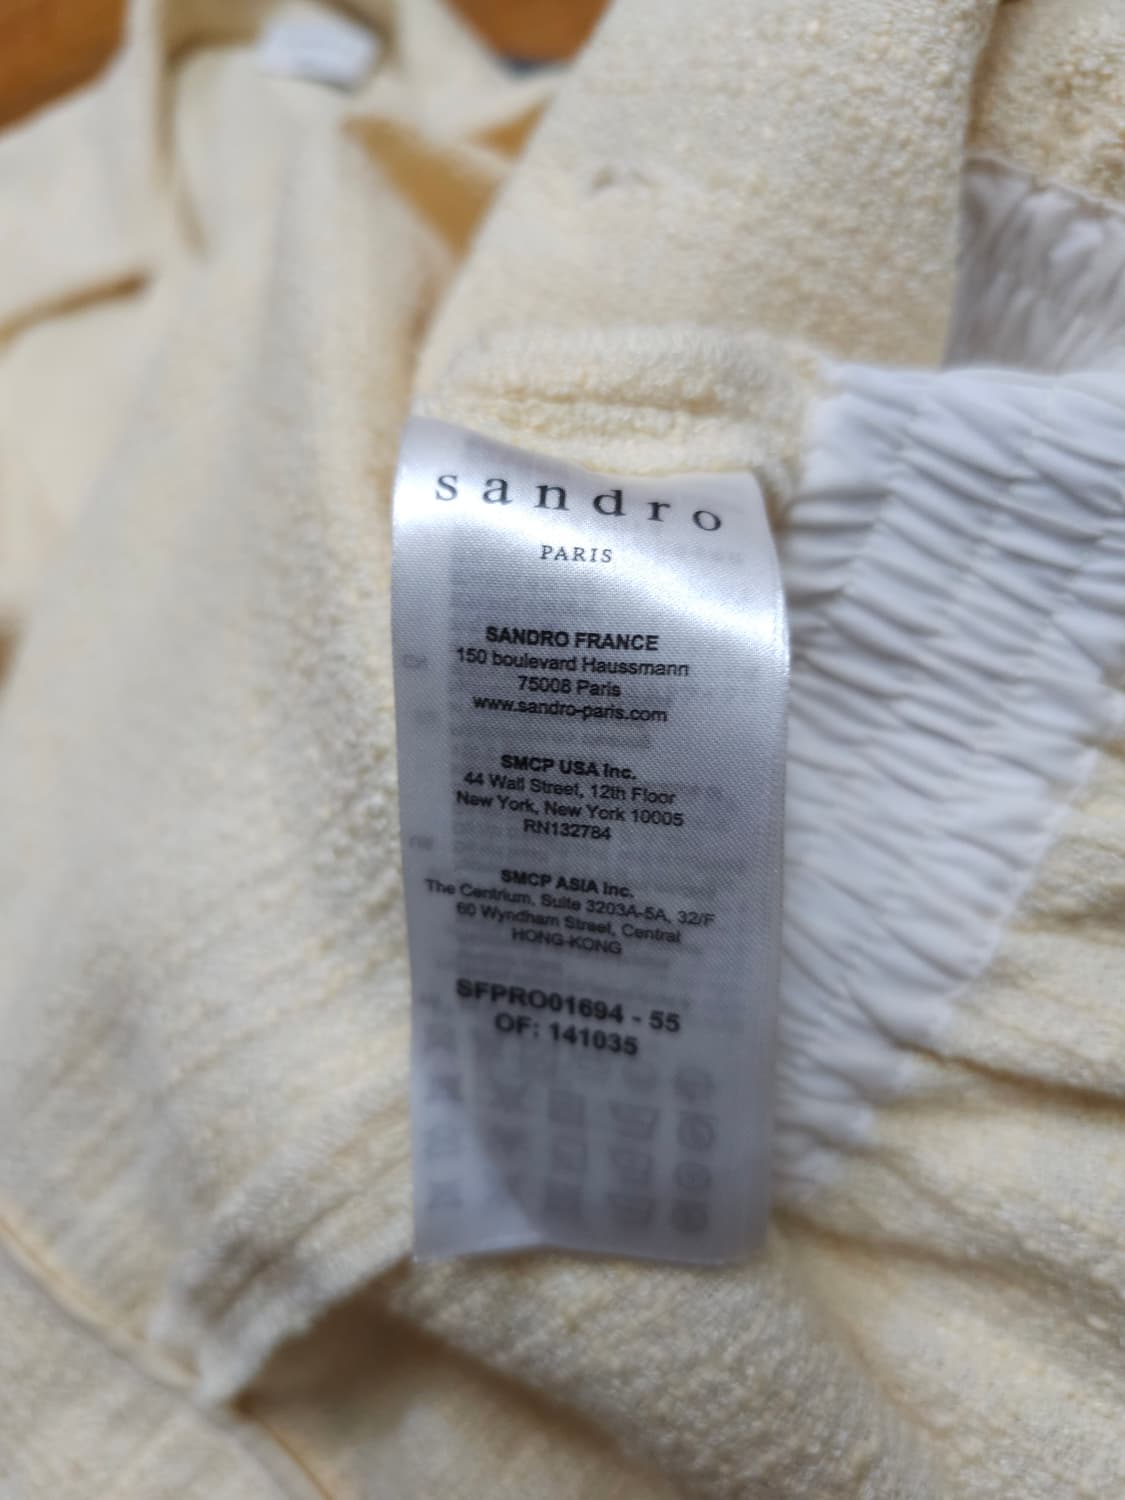 sandro
PARIS
SANDRO FRANCE
150 boulevard Haussmann
75008 Paris
www.sandro-paris.com
SMCP USA Inc.
44 Wall Street, 12th Floor
New York, New York 10005
RN132784
SMCP ASIA Inc.
The Centrium, Suite 3203A-5A, 32/F
60 Wyndham Street, Central
HONG-KONG
SFPRO01694 - 55
OF: 141035